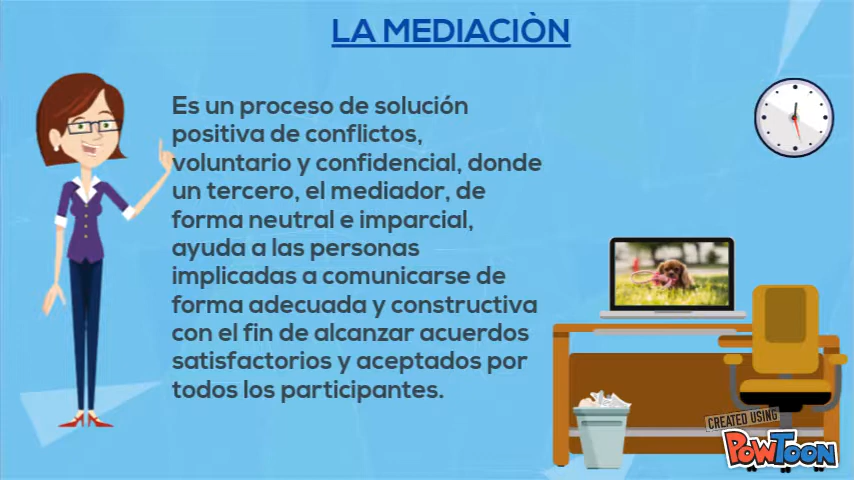 LA MEDIACIÒN
Es un proceso de solución
positiva de conflictos,
voluntario y confidencial, donde
un tercero, el mediador, de
forma neutral e imparcial,
ayuda a las personas
implicadas a comunicarse de
forma adecuada y constructiva
con el fin de alcanzar acuerdos
satisfactorios y aceptados por
todos los participantes.
CREATED USING
POWTOON